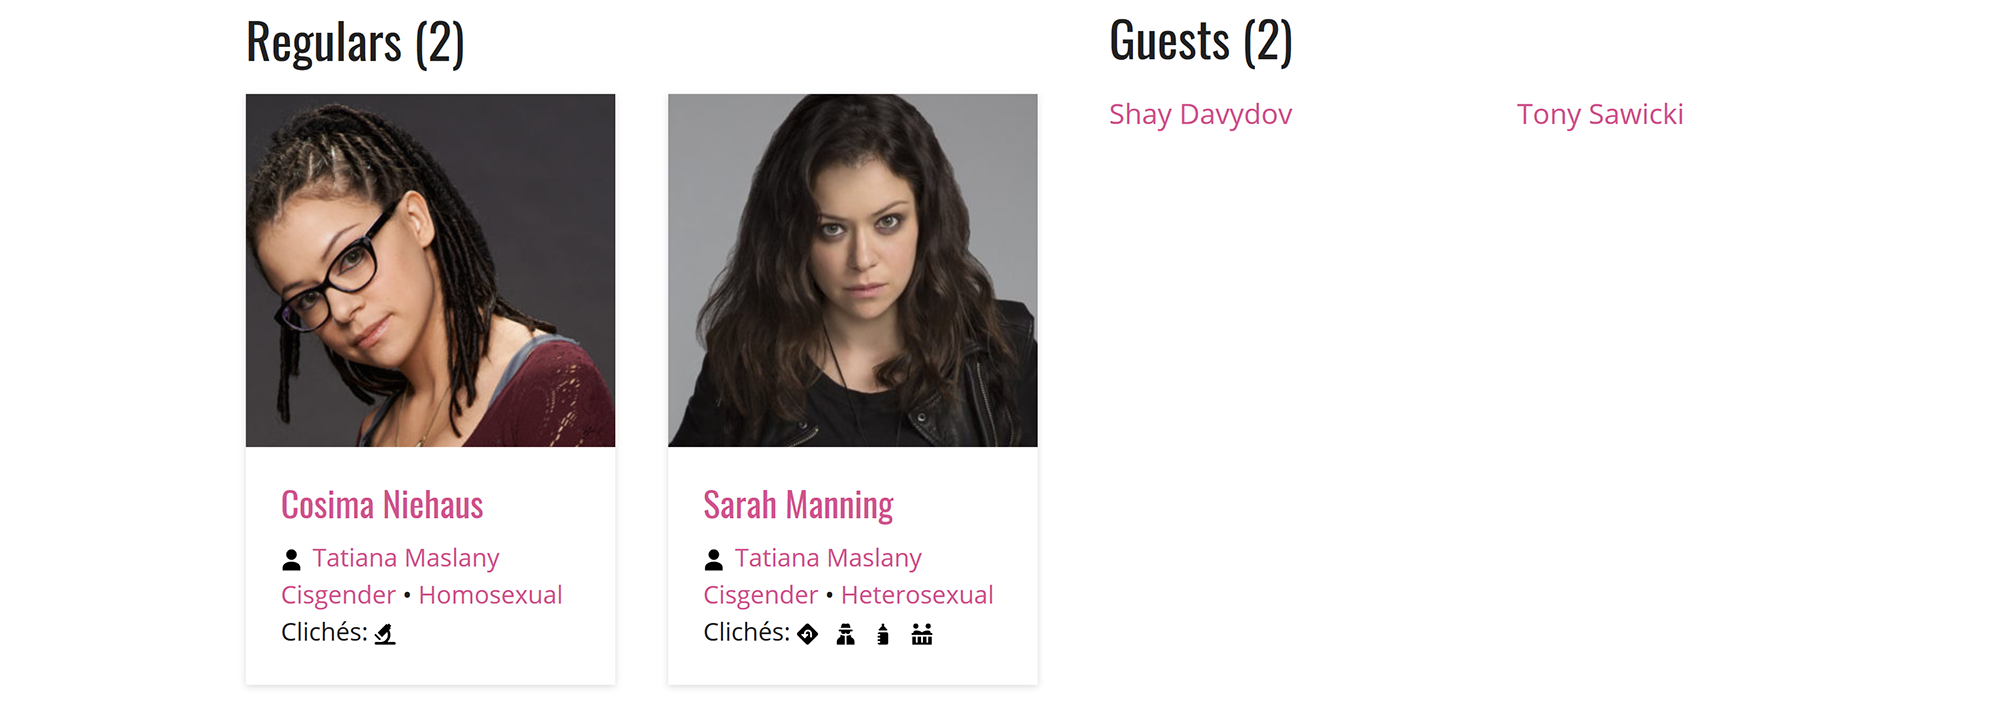 Regulars (2)
Cosima Niehaus
Tatiana Maslany
Cisgender • Homosexual
Clichés:
Sarah Manning
Tatiana Maslany
Cisgender • Heterosexual
Clichés:
Guests (2)
Shay Davydov
Tony Sawicki